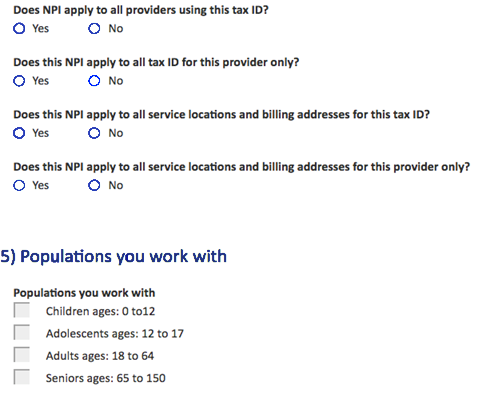 Does NPI apply to all providers using this tax ID?
Yes No
Does this NPI apply to all tax ID for this provider only?
Yes No
Does this NPI apply to all service locations and billing addresses for this tax ID?
Yes No
Does this NPI apply to all service locations and billing addresses for this provider only?
Yes No
5) Populations you work with
Populations you work with
Children ages: 0 to12
Adolescents ages: 12 to 17
Adults ages: 18 to 64
Seniors ages: 65 to 150